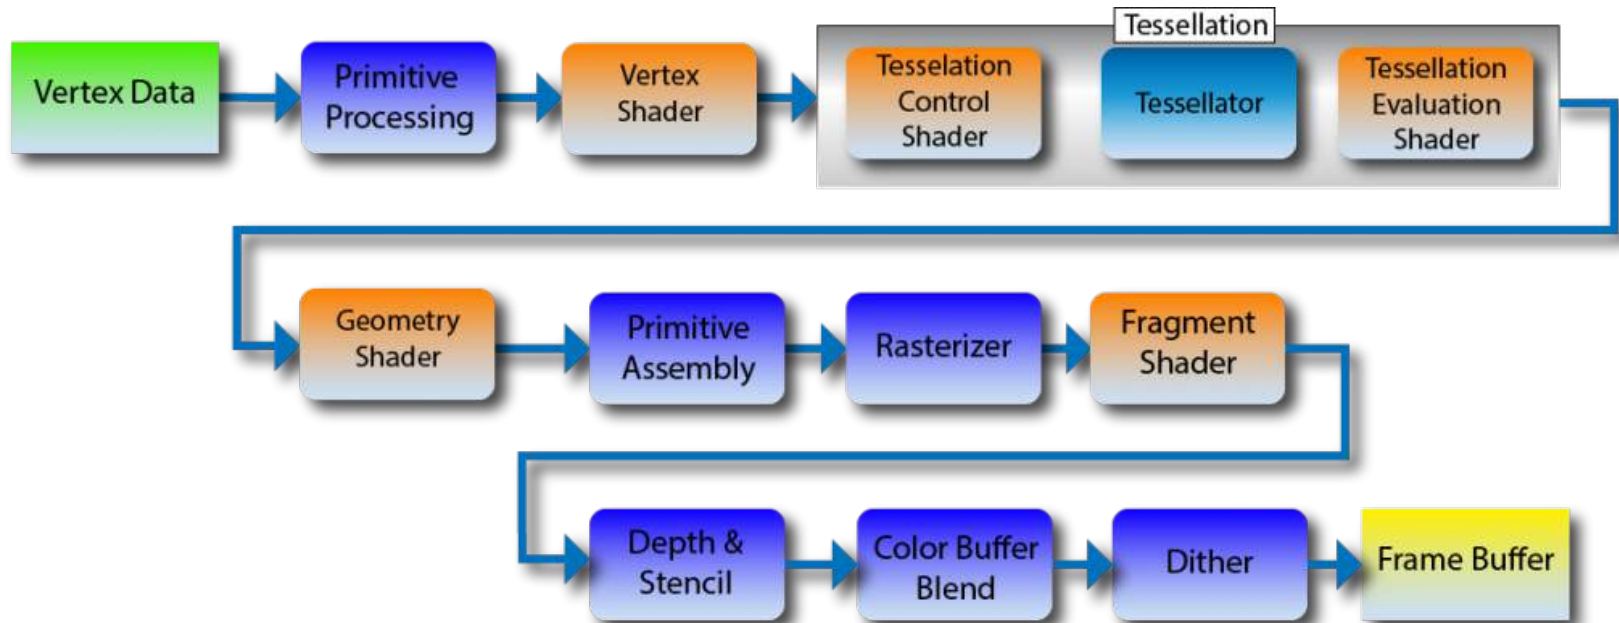 Tessellation
Vertex Data
Primitive
Processing
Vertex
Shader
Tesselation
Control
Shader
Tessellator
Tessellation
Evaluation
Shader
Geometry
Shader
Primitive
Assembly
Rasterizer
Fragment
Shader
Depth &
Stencil
Color Buffer
Blend
Dither
Frame Buffer